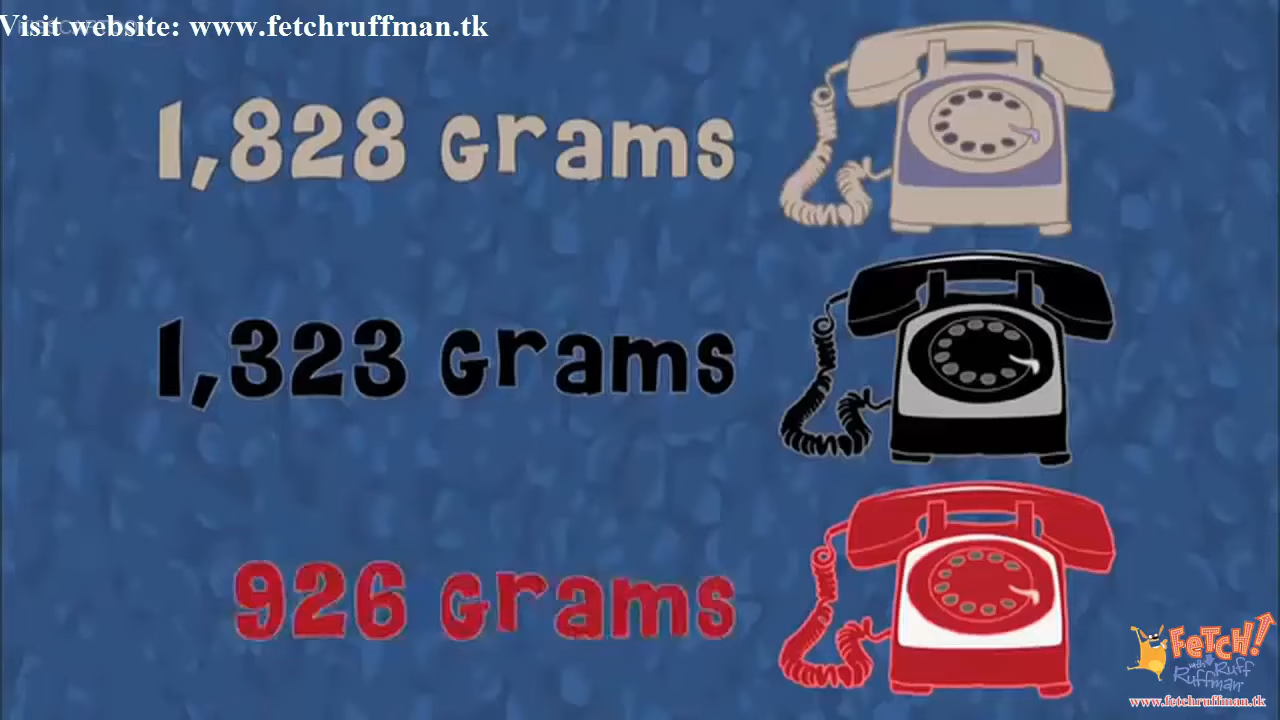 Visit website: www.fetchruffman.tk
1,828 Grams
1,323 Grams
926 Grams
FETCH!
with Ruff
Ruffman
www.fetchruffman.tk